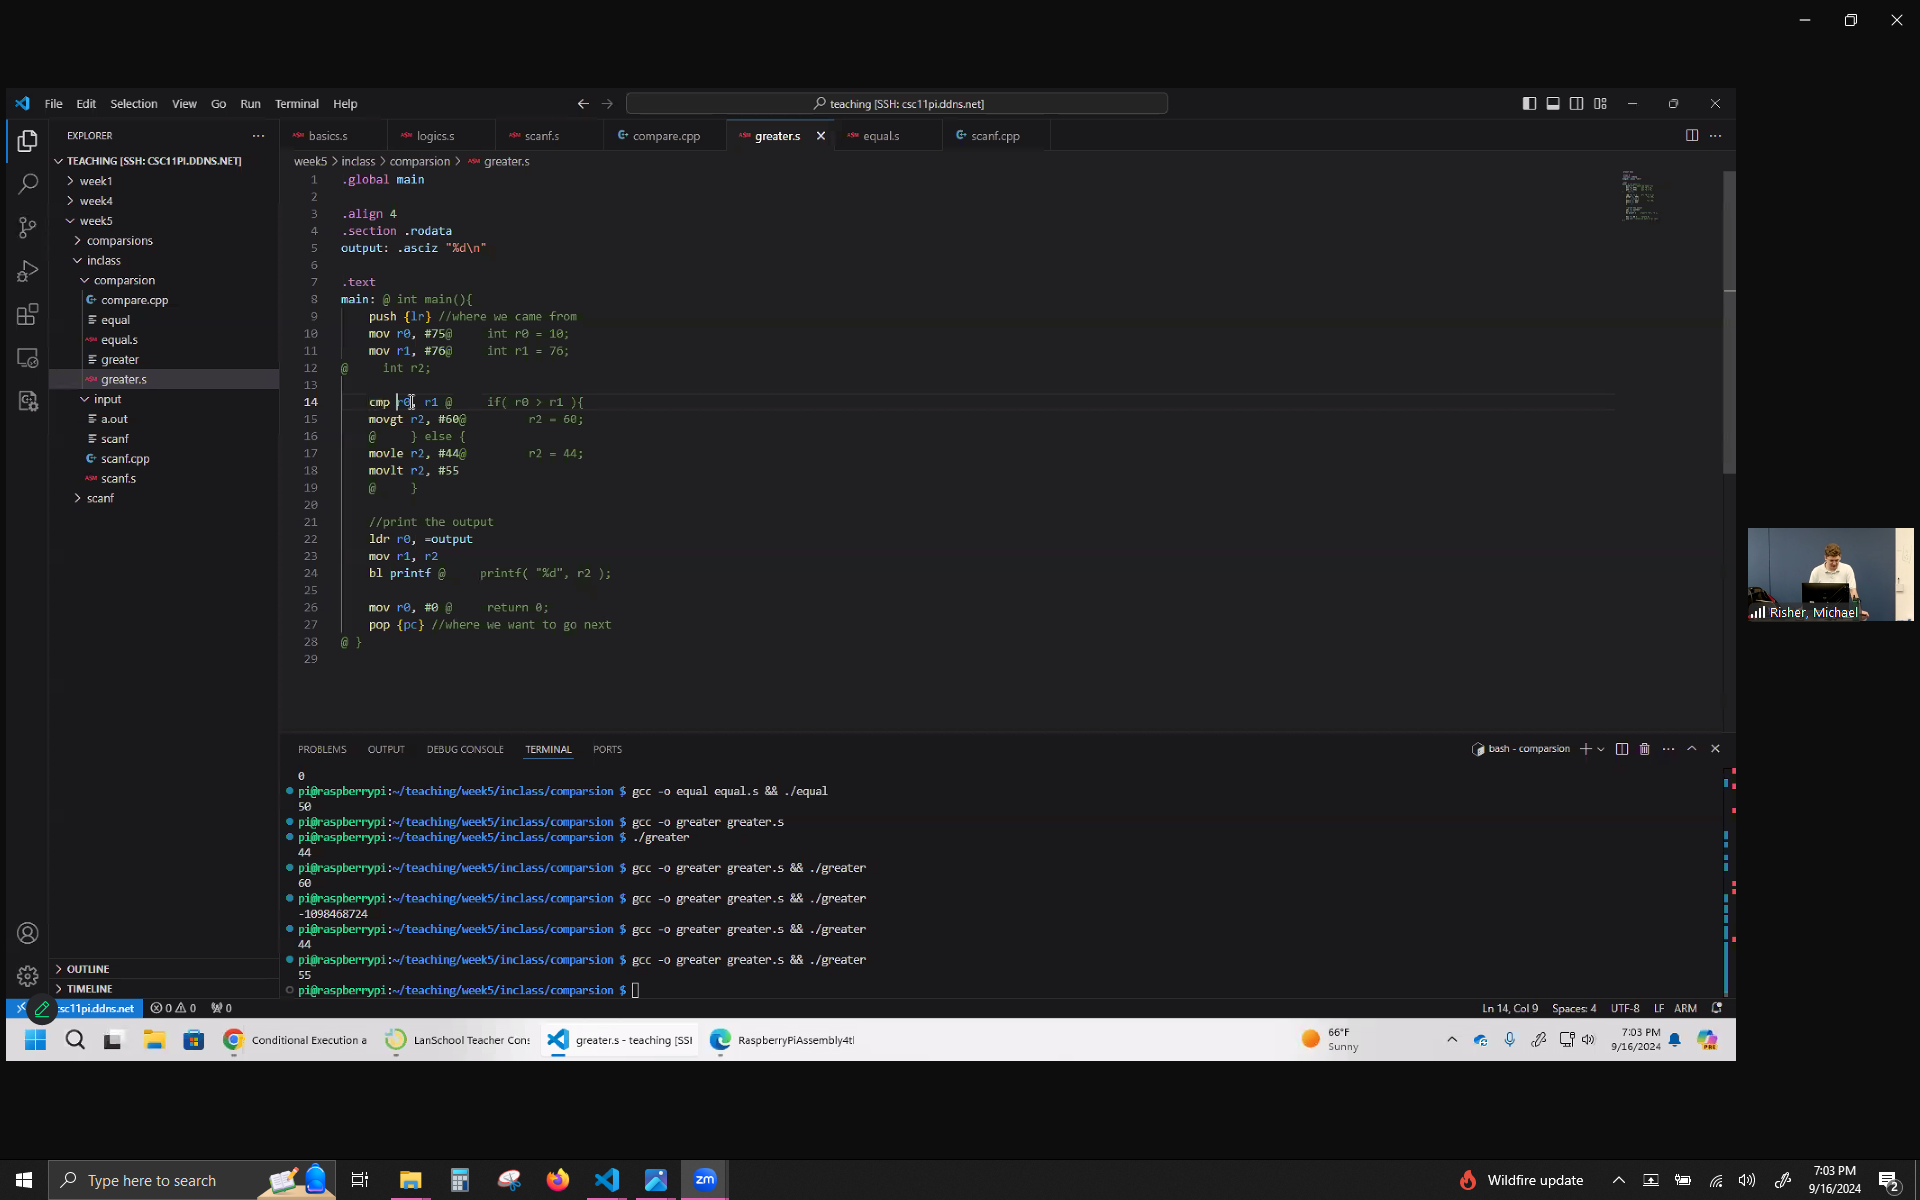 File Edit Selection View Go Run Terminal Help
teaching [SSH: csc11pi.ddns.net]
EXPLORER
basics.s logics.s scanf.s compare.cpp greater.s equal.s scanf.cpp
TEACHING [SSH: CSC11PI.DDNS.NET]
week5 > inclass > comparsion > greater.s
week1
week4
week5
comparsions
inclass
comparsion
compare.cpp
equal
equal.s
greater
greater.s
input
a.out
scanf
scanf.cpp
scanf.s
scanf
1 .global main
2
3 .align 4
4 .section .rodata
5 output: .asciz "%d\n"
6
7 .text
8 main: @ int main(){
9 push {lr} //where we came from
10 mov r0, #75@ int r0 = 10;
11 mov r1, #76@ int r1 = 76;
12 @ int r2;
13
14 cmp r0, r1 @ if( r0 > r1 ){
15 movgt r2, #60@ r2 = 60;
16 @ } else {
17 movle r2, #44@ r2 = 44;
18 movlt r2, #55
19 @ }
20
21 //print the output
22 ldr r0, =output
23 mov r1, r2
24 bl printf @ printf( "%d", r2 );
25
26 mov r0, #0 @ return 0;
27 pop {pc} //where we want to go next
28 @ }
29
Risher, Michael
PROBLEMS OUTPUT DEBUG CONSOLE TERMINAL PORTS
bash - comparsion
0
pi@raspberrypi:~/teaching/week5/inclass/comparsion $ gcc -o equal equal.s && ./equal
50
pi@raspberrypi:~/teaching/week5/inclass/comparsion $ gcc -o greater greater.s
pi@raspberrypi:~/teaching/week5/inclass/comparsion $ ./greater
44
pi@raspberrypi:~/teaching/week5/inclass/comparsion $ gcc -o greater greater.s && ./greater
60
pi@raspberrypi:~/teaching/week5/inclass/comparsion $ gcc -o greater greater.s && ./greater
-1098468724
pi@raspberrypi:~/teaching/week5/inclass/comparsion $ gcc -o greater greater.s && ./greater
44
pi@raspberrypi:~/teaching/week5/inclass/comparsion $ gcc -o greater greater.s && ./greater
55
pi@raspberrypi:~/teaching/week5/inclass/comparsion $
OUTLINE
TIMELINE
csc11pi.ddns.net 0 0 0
Ln 14, Col 9 Spaces: 4 UTF-8 LF ARM
Conditional Execution a
LanSchool Teacher Cons
greater.s - teaching [SSI
RaspberryPiAssembly4tl
66°F
Sunny
7:03 PM
9/16/2024
Type here to search
zm
Wildfire update
7:03 PM
9/16/2024
2